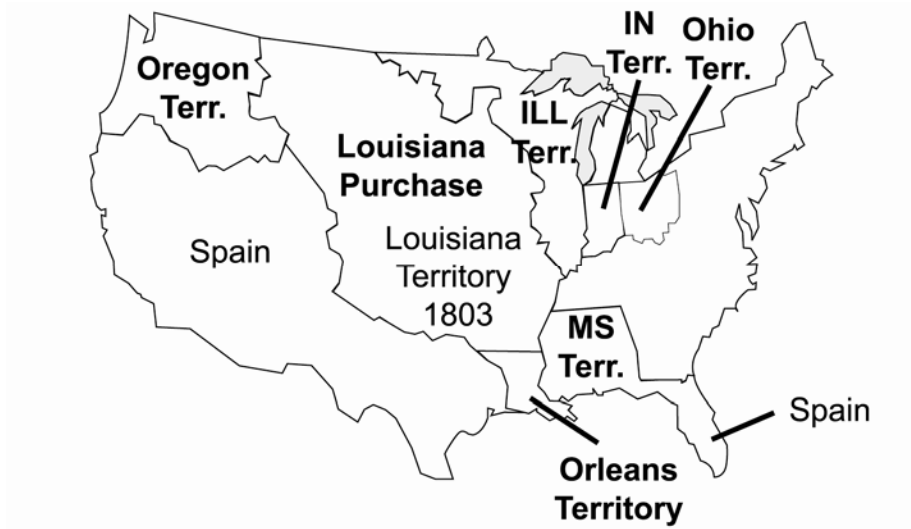 IN
Terr.
Ohio
Terr.
Oregon
Terr.
ILL
Terr.
Louisiana
Purchase
Spain
Louisiana
Territory
1803
MS
Terr.
Spain
Orleans
Territory